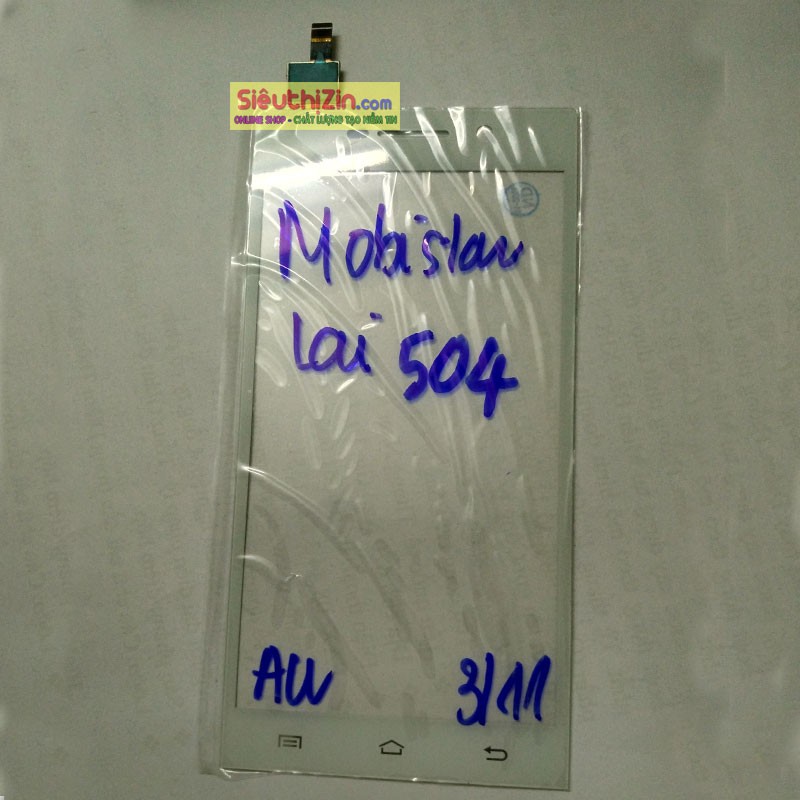 SiêuthiZin.com
ONLINE SHOP - CHẤT LƯỢNG TẠO NIỀM TIN
Mobistar
Lai 504
AW 3/11